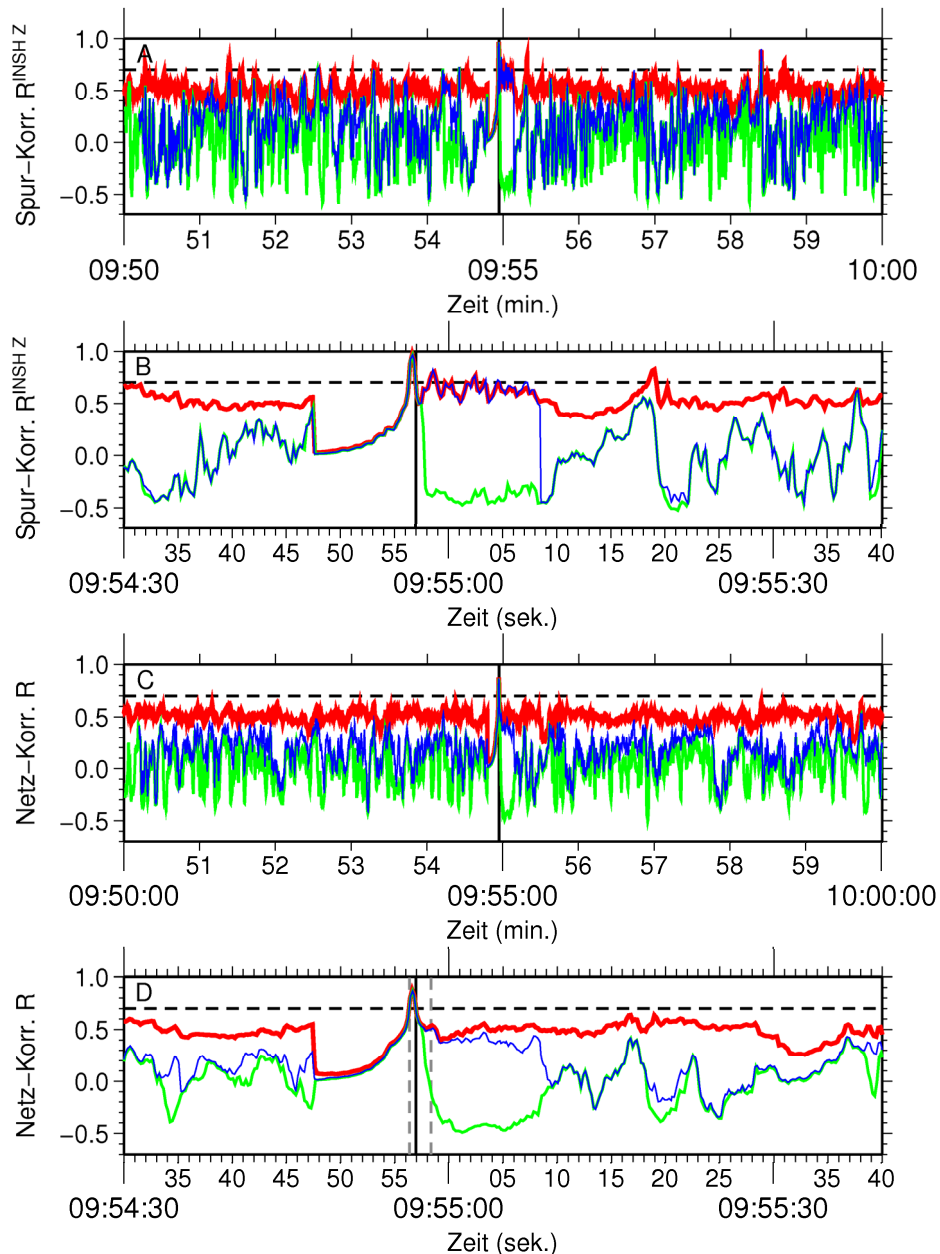 Spur−Korr. R^INSH Z
A
1.0
0.5
0.0
−0.5
51 52 53 54 56 57 58 59
09:50 09:55 10:00
Zeit (min.)
Spur−Korr. R^INSH Z
B
1.0
0.5
0.0
−0.5
35 40 45 50 55 05 10 15 20 25 35 40
09:54:30 09:55:00 09:55:30
Zeit (sek.)
Netz−Korr. R
C
1.0
0.5
0.0
−0.5
51 52 53 54 56 57 58 59
09:50:00 09:55:00 10:00:00
Zeit (min.)
Netz−Korr. R
D
1.0
0.5
0.0
−0.5
35 40 45 50 55 05 10 15 20 25 35 40
09:54:30 09:55:00 09:55:30
Zeit (sek.)